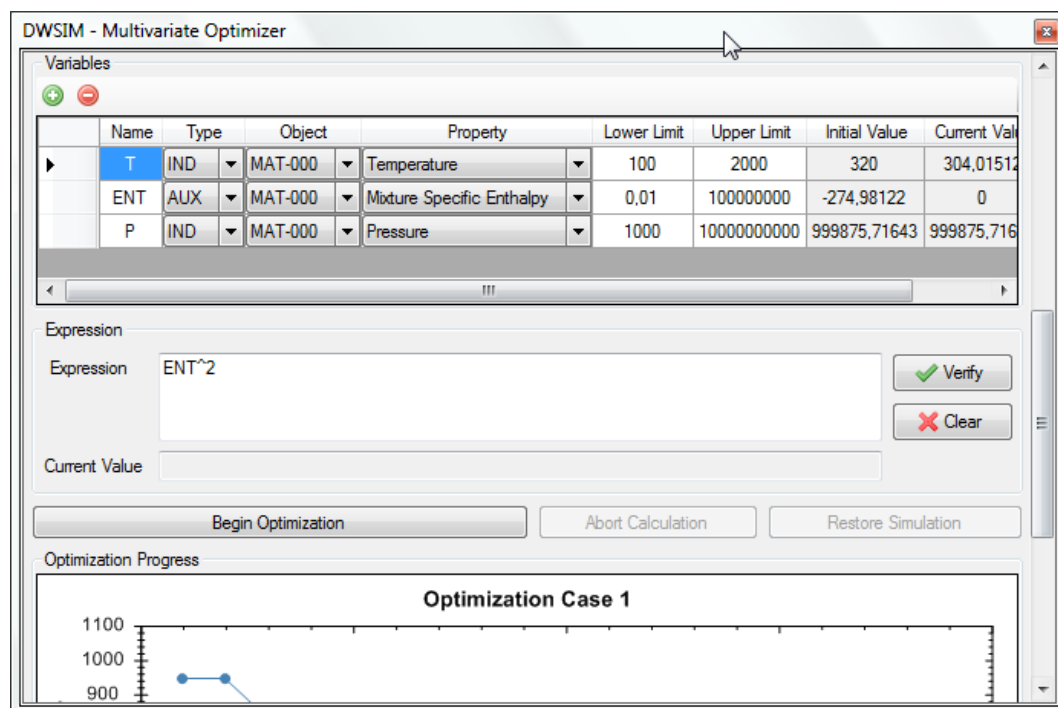 DWSIM - Multivariate Optimizer
Variables
Name Type Object Property Lower Limit Upper Limit Initial Value Current Val
T IND MAT-000 Temperature 100 2000 320 304,01512
ENT AUX MAT-000 Mixture Specific Enthalpy 0,01 100000000 -274,98122 0
P IND MAT-000 Pressure 1000 10000000000 999875,71643 999875,716
Expression
Expression ENT^2
Verify
Clear
Current Value
Begin Optimization Abort Calculation Restore Simulation
Optimization Progress
Optimization Case 1
1100
1000
900